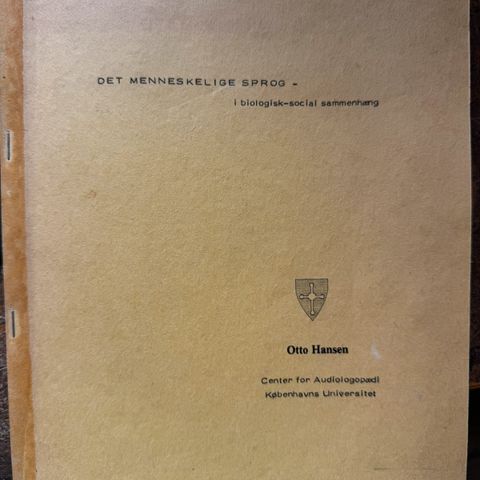 DET MENNESKELIGE SPROG -
i biologisk-social sammenhæng
Otto Hansen
Center for Audiologopædi
Københavns Universitet